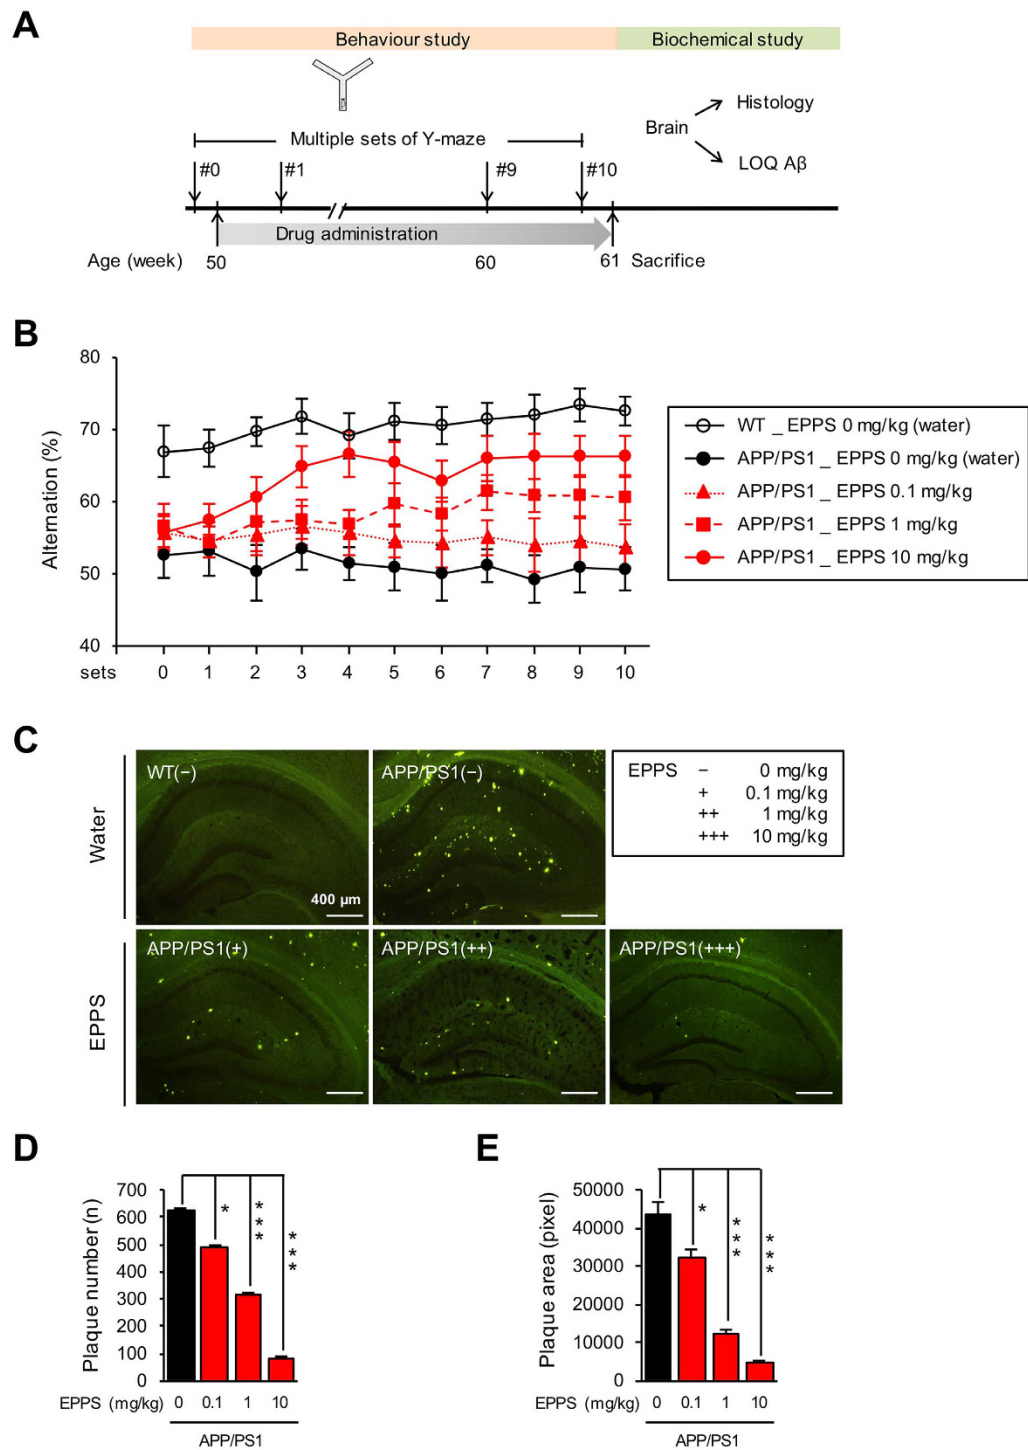 A
Behaviour study
Biochemical study
Histology
Brain
LOQ Aβ
Multiple sets of Y-maze
#0
#1
#9
#10
Drug administration
Age (week)
50
60
61
Sacrifice
B
Alternation (%)
80
70
60
50
40
sets
0
1
2
3
4
5
6
7
8
9
10
WT _ EPPS 0 mg/kg (water)
APP/PS1 _ EPPS 0 mg/kg (water)
APP/PS1 _ EPPS 0.1 mg/kg
APP/PS1 _ EPPS 1 mg/kg
APP/PS1 _ EPPS 10 mg/kg
C
Water
WT(−)
400 μm
APP/PS1(−)
EPPS − 0 mg/kg
+ 0.1 mg/kg
++ 1 mg/kg
+++ 10 mg/kg
EPPS
APP/PS1(+)
APP/PS1(++)
APP/PS1(+++)
D
Plaque number (n)
700
600
500
400
300
200
100
0
*
***
***
EPPS (mg/kg) 0 0.1 1 10
APP/PS1
E
Plaque area (pixel)
50000
40000
30000
20000
10000
0
*
***
***
EPPS (mg/kg) 0 0.1 1 10
APP/PS1